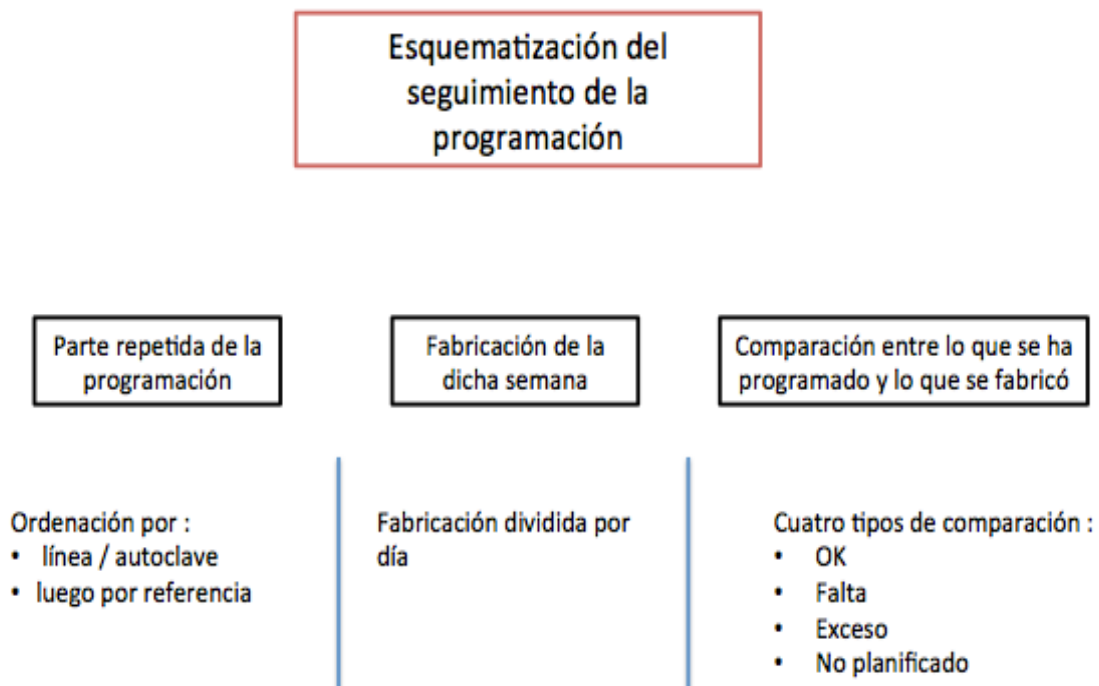 Esquematización del
seguimiento de la
programación
Parte repetida de la
programación
Fabricación de la
dicha semana
Comparación entre lo que se ha
programado y lo que se fabricó
Ordenación por :
• línea / autoclave
• luego por referencia
Fabricación dividida por
día
Cuatro tipos de comparación :
• OK
• Falta
• Exceso
• No planificado